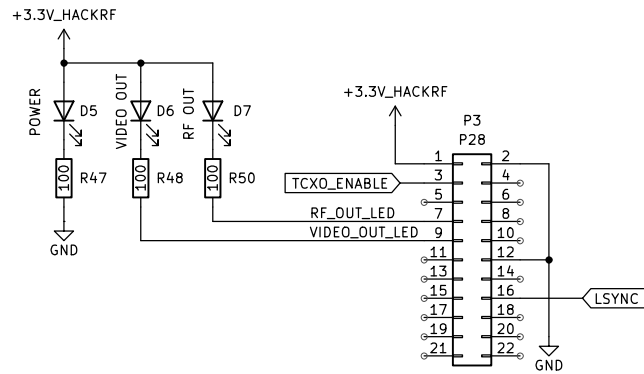 +3.3V_HACKRF
POWER
D5
VIDEO OUT
D6
RF OUT
D7
100
R47
100
R48
100
R50
GND
+3.3V_HACKRF
P3
P28
1
2
TCXO_ENABLE
3
4
5
6
RF_OUT_LED
7
8
VIDEO_OUT_LED
9
10
11
12
13
14
15
16
LSYNC
17
18
19
20
21
22
GND